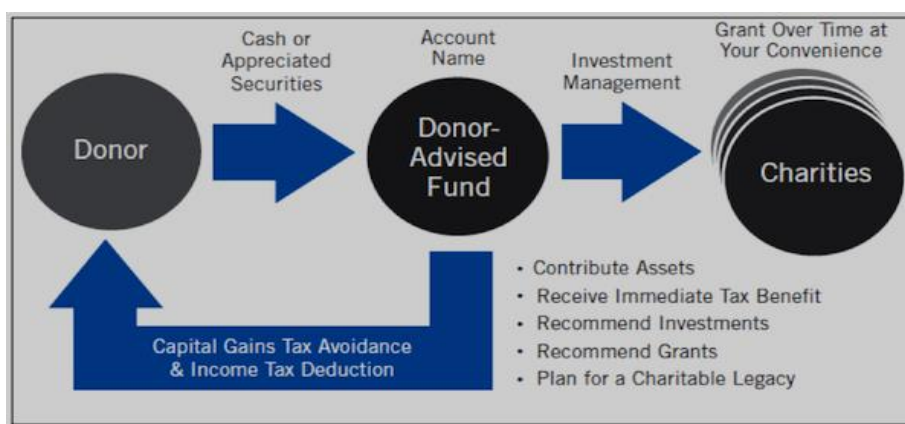 Cash or
Appreciated
Securities
Account
Name
Investment
Management
Grant Over Time at
Your Convenience
Donor
Donor-
Advised
Fund
Charities
Capital Gains Tax Avoidance
& Income Tax Deduction
• Contribute Assets
• Receive Immediate Tax Benefit
• Recommend Investments
• Recommend Grants
• Plan for a Charitable Legacy